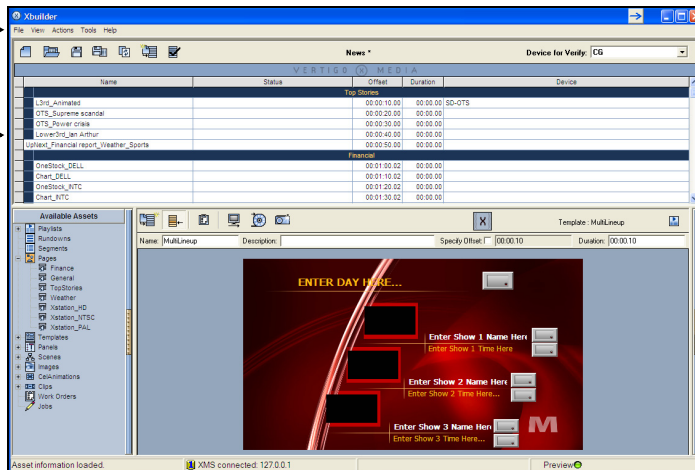 Xbuilder
File View Actions Tools Help
News * Device for Verify: CG
VERTIGO X MEDIA
Name Status Offset Duration Device
Top Stories
L3rd_Animated 00:00:10.00 00:00.00 SD-OTS
OTS_Supreme scandal 00:00:20.00 00:00.00
OTS_Power crisis 00:00:30.00 00:00.00
Lower3rd_Ian Arthur 00:00:40.00 00:00.00
UpNext_Financial report_Weather_Sports 00:00:50.00 00:00.00
Financial
OneStock_DELL 00:01:00.02 00:00.00
Chart_DELL 00:01:10.02 00:00.00
OneStock_INTC 00:01:20.02 00:00.00
Chart_INTC 00:01:30.02 00:00.00
Available Assets
Playlists
Rundowns
Segments
Pages
Finance
General
TopStories
Weather
Xstation_HD
Xstation_NTSC
Xstation_PAL
Templates
Panels
Scenes
Images
CelAnimations
Clips
Work Orders
Jobs
X Template : MultiLineup
Name: MultiLineup Description: Specify Offset: 00:00.10 Duration: 00:00.10
ENTER DAY HERE...
Enter Show 1 Name Here
Enter Show 1 Time Here
Enter Show 2 Name Here
Enter Show 2 Time Here...
Enter Show 3 Name Here
Enter Show 3 Time Here...
M
Asset information loaded. XMS connected: 127.0.0.1 Preview